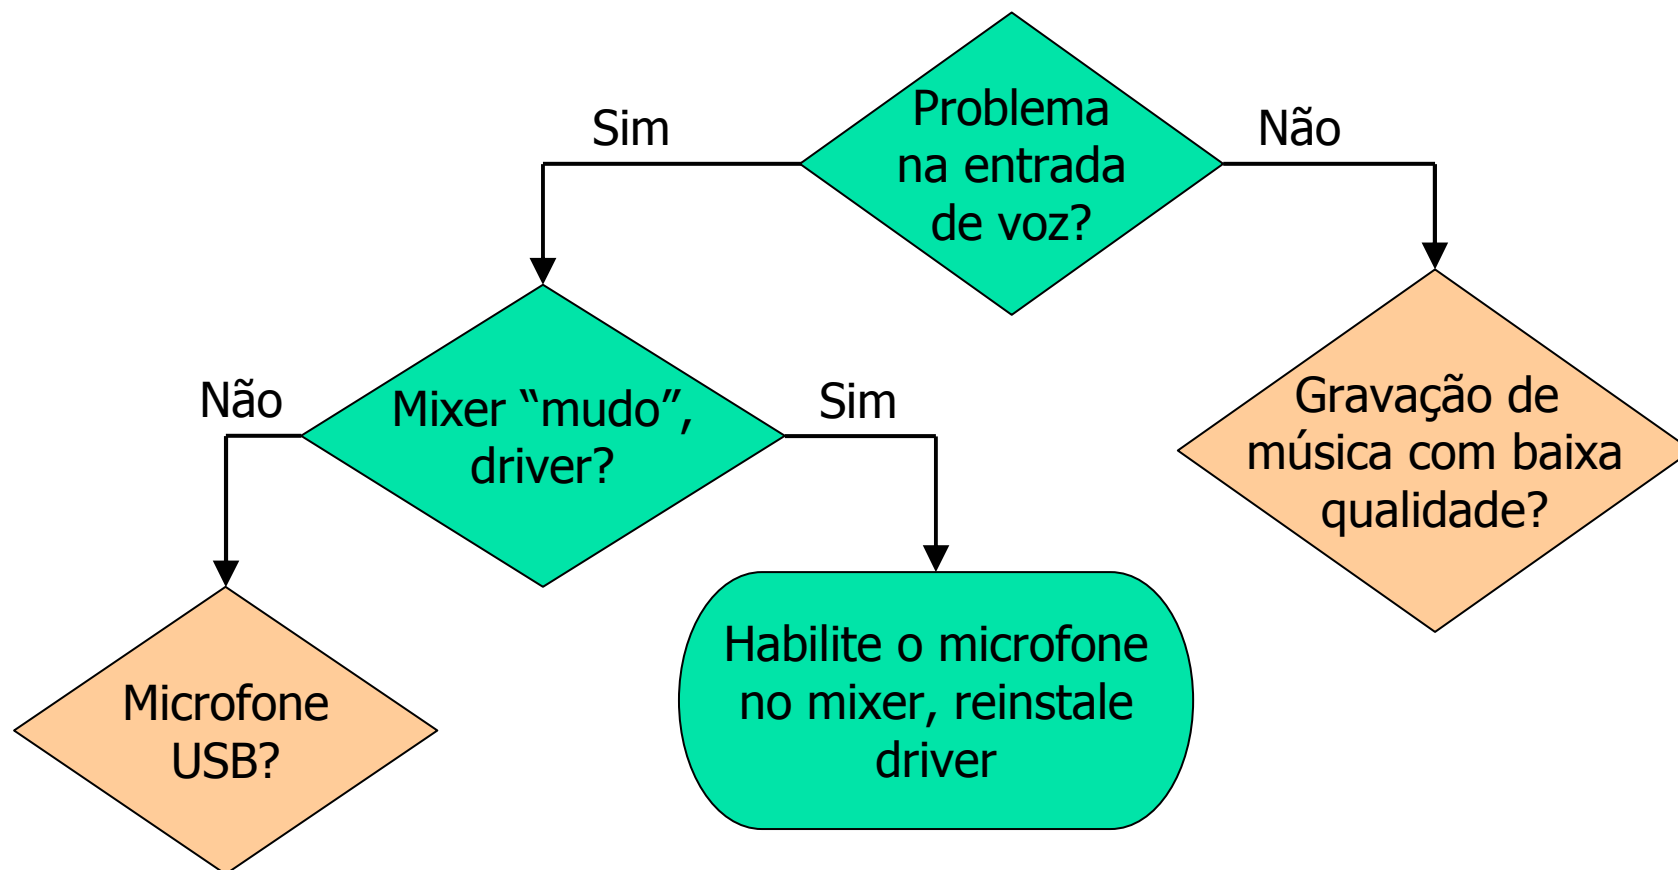 Problema
na entrada
de voz?
Sim
Não
Mixer “mudo”,
driver?
Não
Sim
Gravação de
música com baixa
qualidade?
Habilite o microfone
no mixer, reinstale
driver
Microfone
USB?